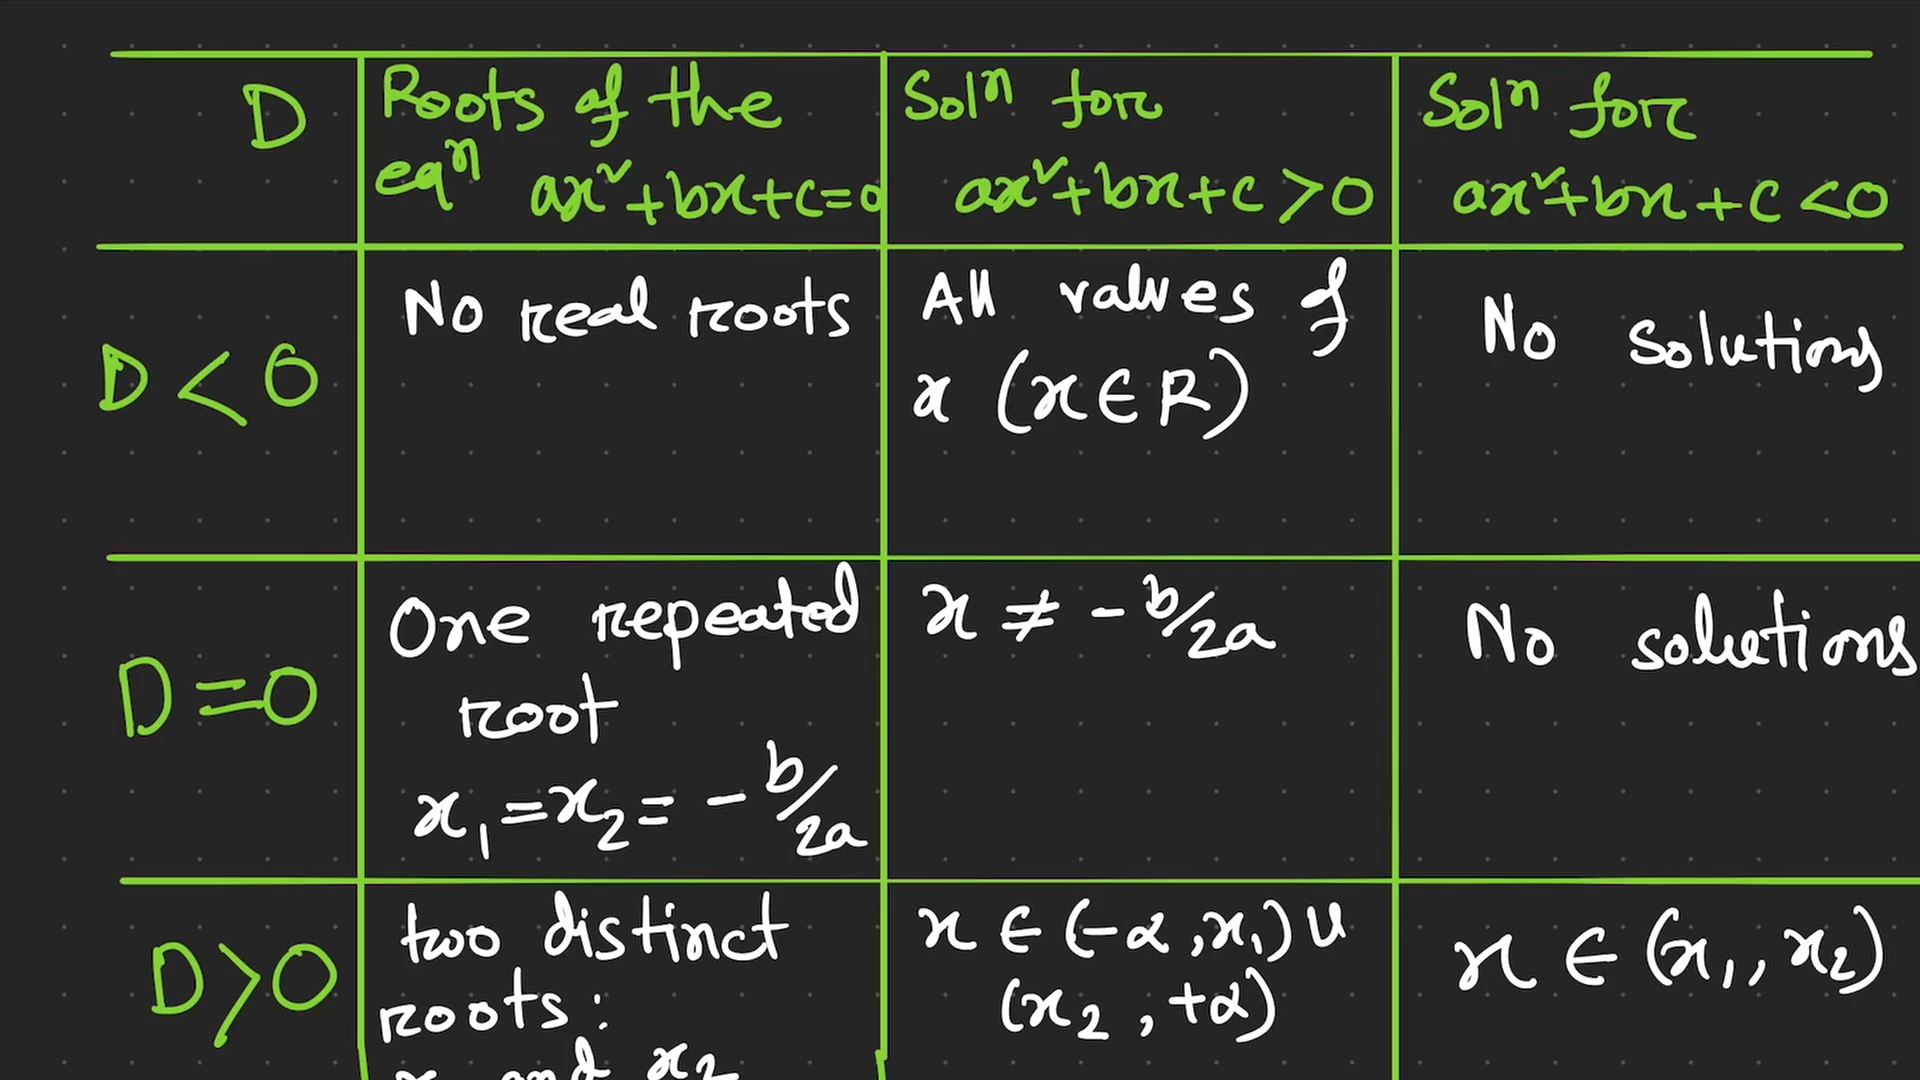 D
Roots of the
eqⁿ ax²+bx+c=0
Solⁿ for
ax²+bx+c >0
Solⁿ for
ax²+bx+c <0
D < 0
No real roots
All values of
x (x∈R)
No solutions
D=0
One repeated
root
x₁=x₂= -b/2a
x ≠ -b/2a
No solutions
D>0
two distinct
roots:
and x₂
x ∈ (-α,x₁)∪
(x₂,+α)
x ∈ (x₁, x₂)